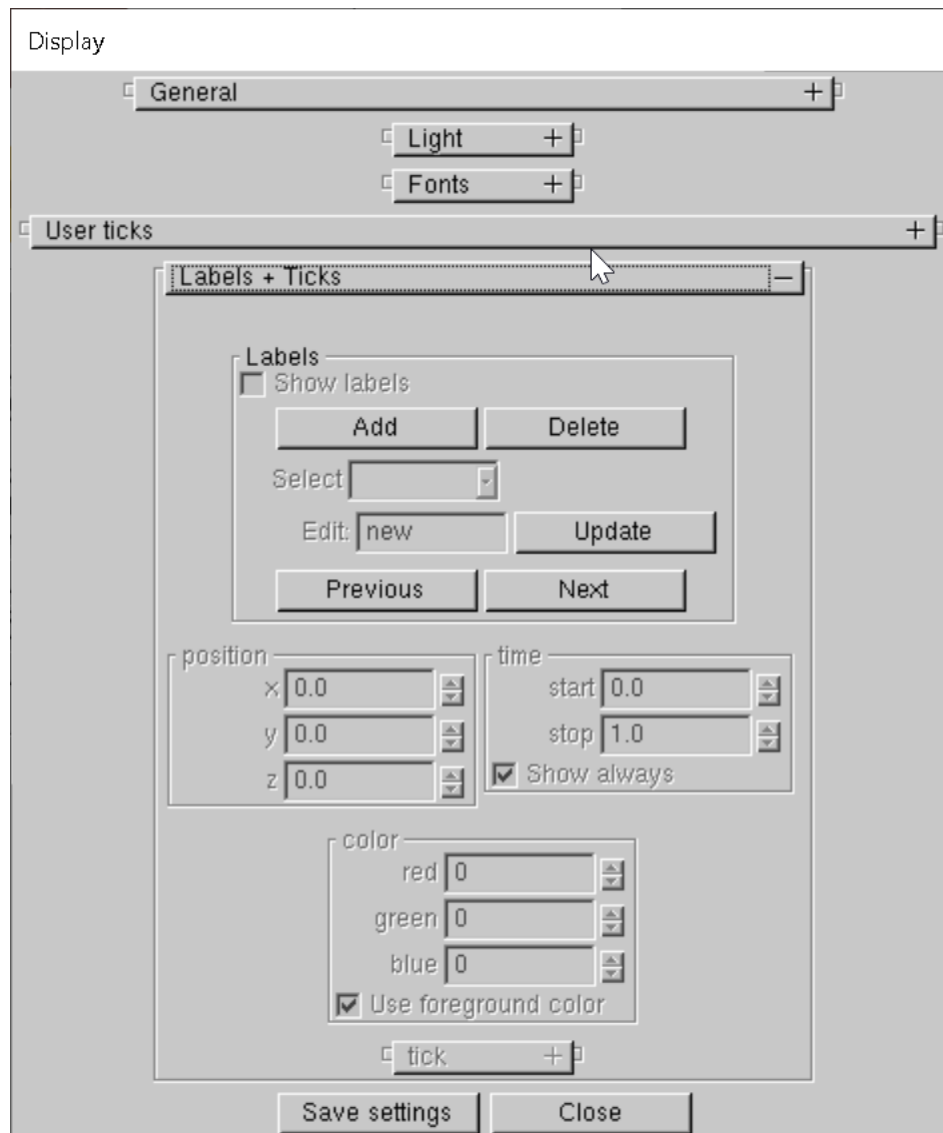 Display
General +
Light +
Fonts +
User ticks +
Labels + Ticks −
Labels
Show labels
Add Delete
Select
Edit: new Update
Previous Next
position time
x 0.0 start 0.0
y 0.0 stop 1.0
z 0.0 Show always
color
red 0
green 0
blue 0
Use foreground color
tick +
Save settings Close